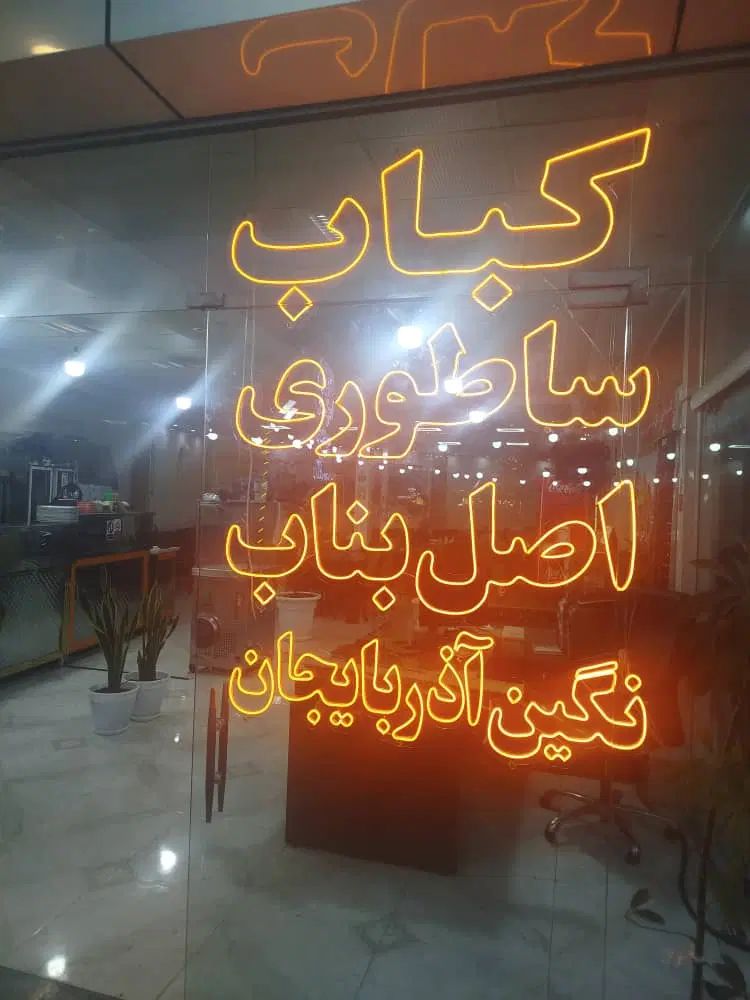 کباب
ساطوری
اصل بناب
نگین آذربایجان